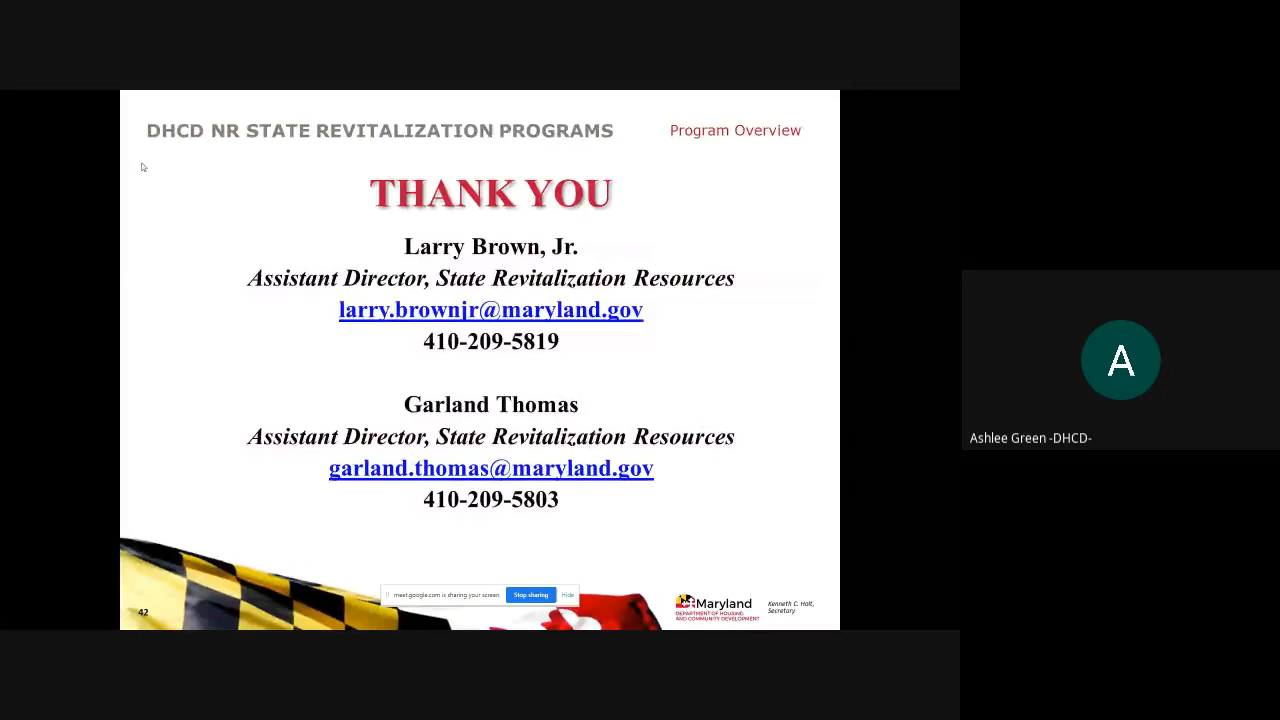 DHCD NR STATE REVITALIZATION PROGRAMS
Program Overview
THANK YOU
Larry Brown, Jr.
Assistant Director, State Revitalization Resources
larry.brownjr@maryland.gov
410-209-5819
Garland Thomas
Assistant Director, State Revitalization Resources
garland.thomas@maryland.gov
410-209-5803
A
Ashlee Green -DHCD-
meet.google.com is sharing your screen
Stop sharing
Hide
42
Maryland
DEPARTMENT OF HOUSING
AND COMMUNITY DEVELOPMENT
Kenneth C. Holt,
Secretary